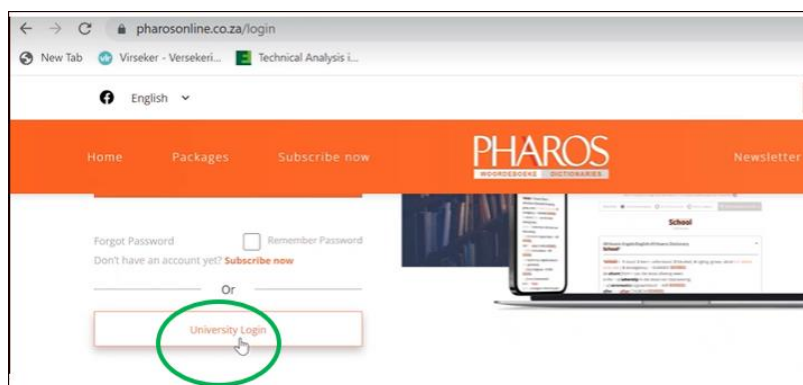 pharosonline.co.za/login
New Tab Virseker - Versekeri... Technical Analysis i...
English
Home Packages Subscribe now PHAROS Newsletter
WOORDEBOEKE DICTIONARIES
School
Forgot Password Remember Password
Don't have an account yet? Subscribe now
Or
University Login